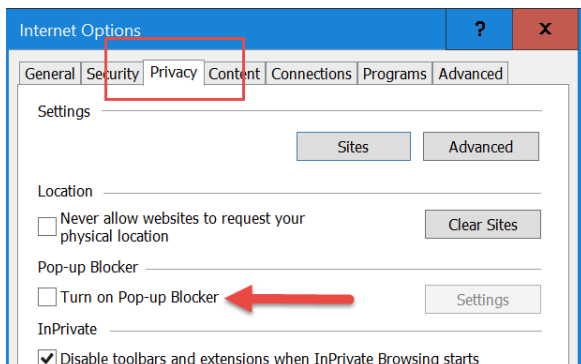 Internet Options ? x
General Security Privacy Content Connections Programs Advanced
Settings
Sites Advanced
Location
Never allow websites to request your
physical location
Clear Sites
Pop-up Blocker
Turn on Pop-up Blocker Settings
InPrivate
Disable toolbars and extensions when InPrivate Browsing starts